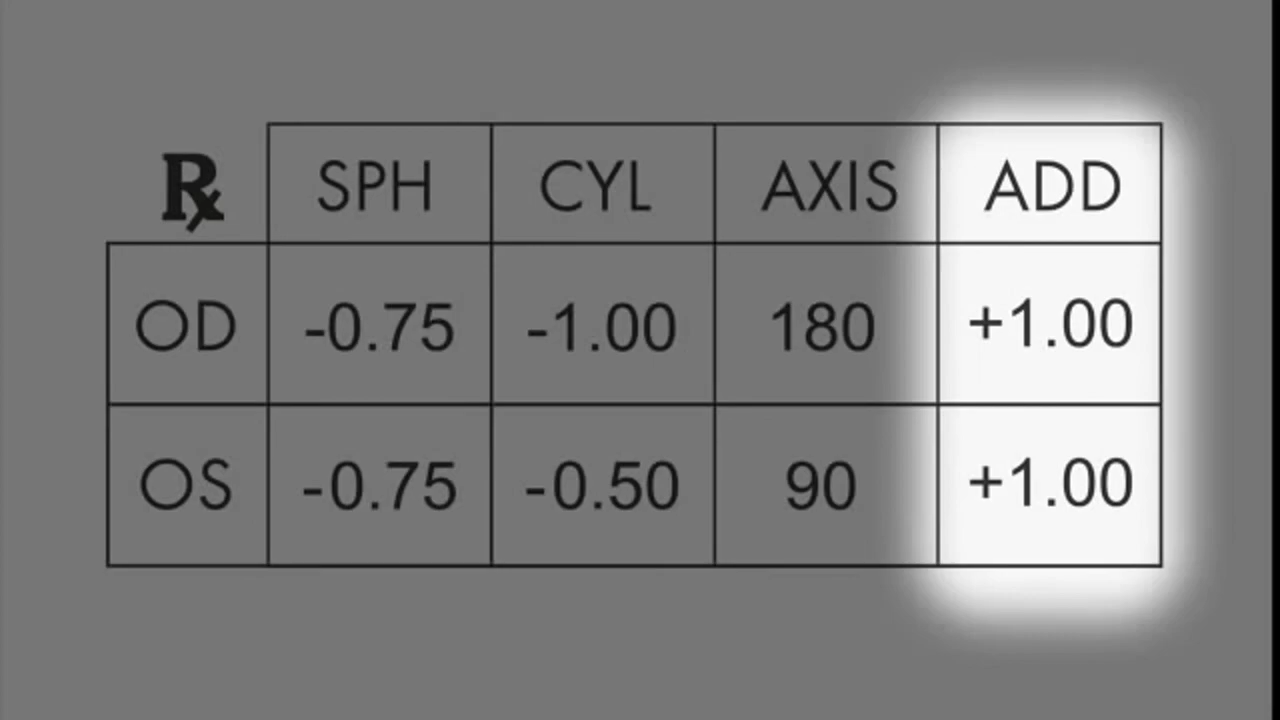 ℞ SPH CYL AXIS ADD
OD -0.75 -1.00 180 +1.00
OS -0.75 -0.50 90 +1.00